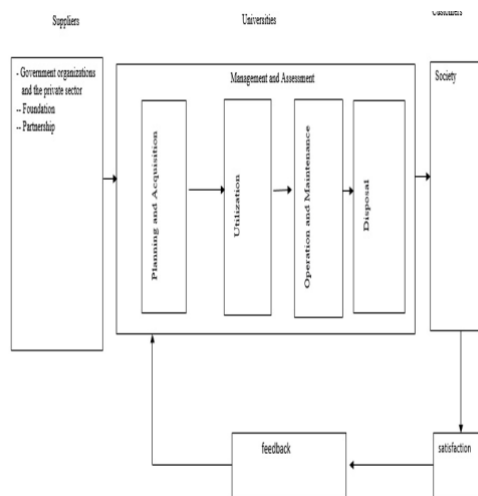 Suppliers
Universities
Customers
- Government organizations
and the private sector
-- Foundation
-- Partnership
Management and Assessment
Society
Planning and Acquisition
Utilization
Operation and Maintenance
Disposal
feedback
satisfaction